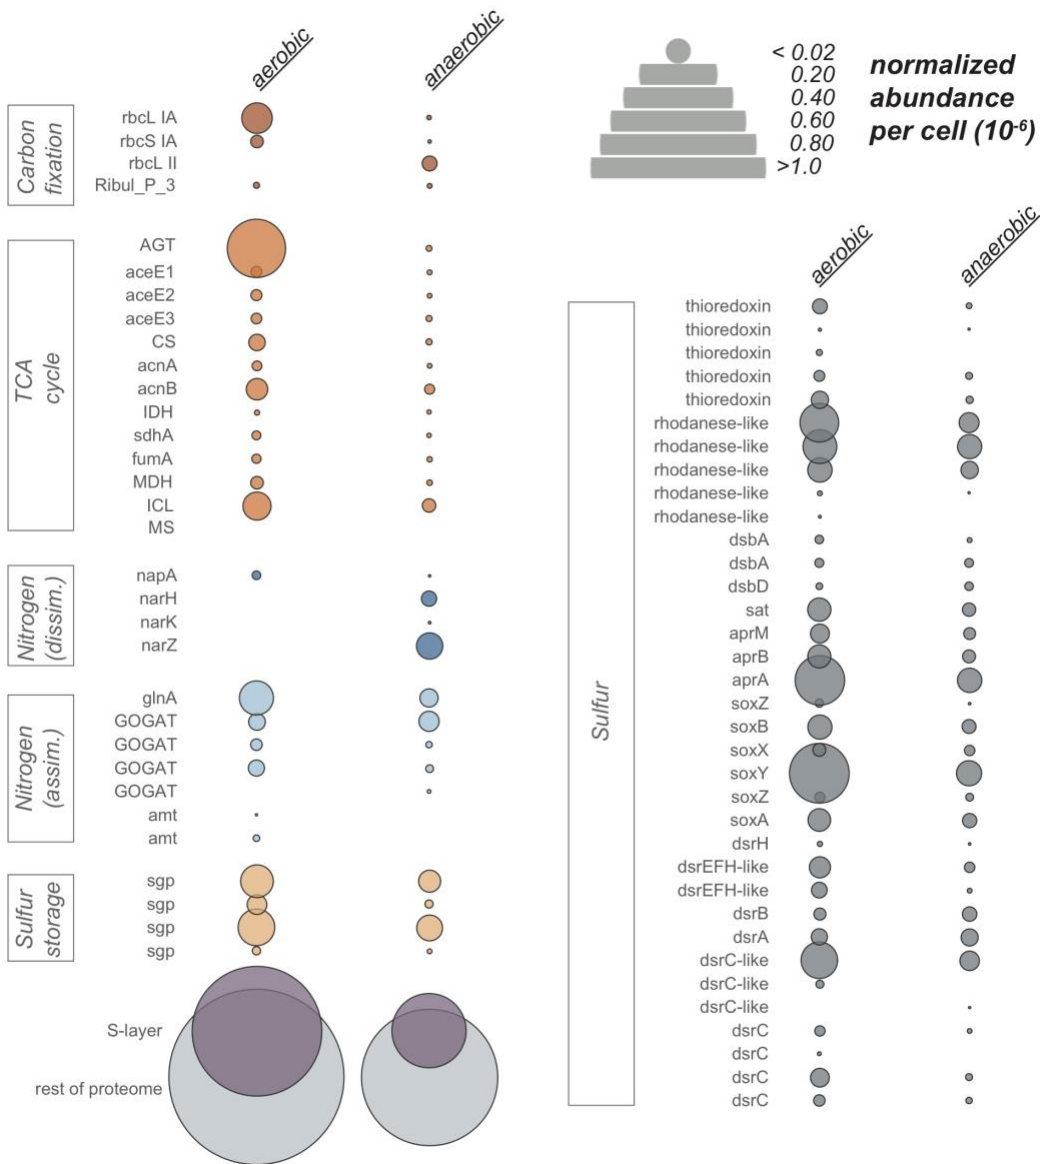 aerobic
anaerobic
Carbon
fixation
rbcL IA
rbcS IA
rbcL II
Ribul_P_3
TCA
cycle
AGT
aceE1
aceE2
aceE3
CS
acnA
acnB
IDH
sdhA
fumA
MDH
ICL
MS
Nitrogen
(dissim.)
napA
narH
narK
narZ
Nitrogen
(assim.)
glnA
GOGAT
GOGAT
GOGAT
GOGAT
amt
amt
Sulfur
storage
sgp
sgp
sgp
sgp
S-layer
rest of proteome
< 0.02
0.20
0.40
0.60
0.80
>1.0
normalized
abundance
per cell (10⁻⁶)
aerobic
anaerobic
Sulfur
thioredoxin
thioredoxin
thioredoxin
thioredoxin
thioredoxin
rhodanese-like
rhodanese-like
rhodanese-like
rhodanese-like
rhodanese-like
dsbA
dsbA
dsbD
sat
aprM
aprB
aprA
soxZ
soxB
soxX
soxY
soxZ
soxA
dsrH
dsrEFH-like
dsrEFH-like
dsrB
dsrA
dsrC-like
dsrC-like
dsrC-like
dsrC
dsrC
dsrC
dsrC